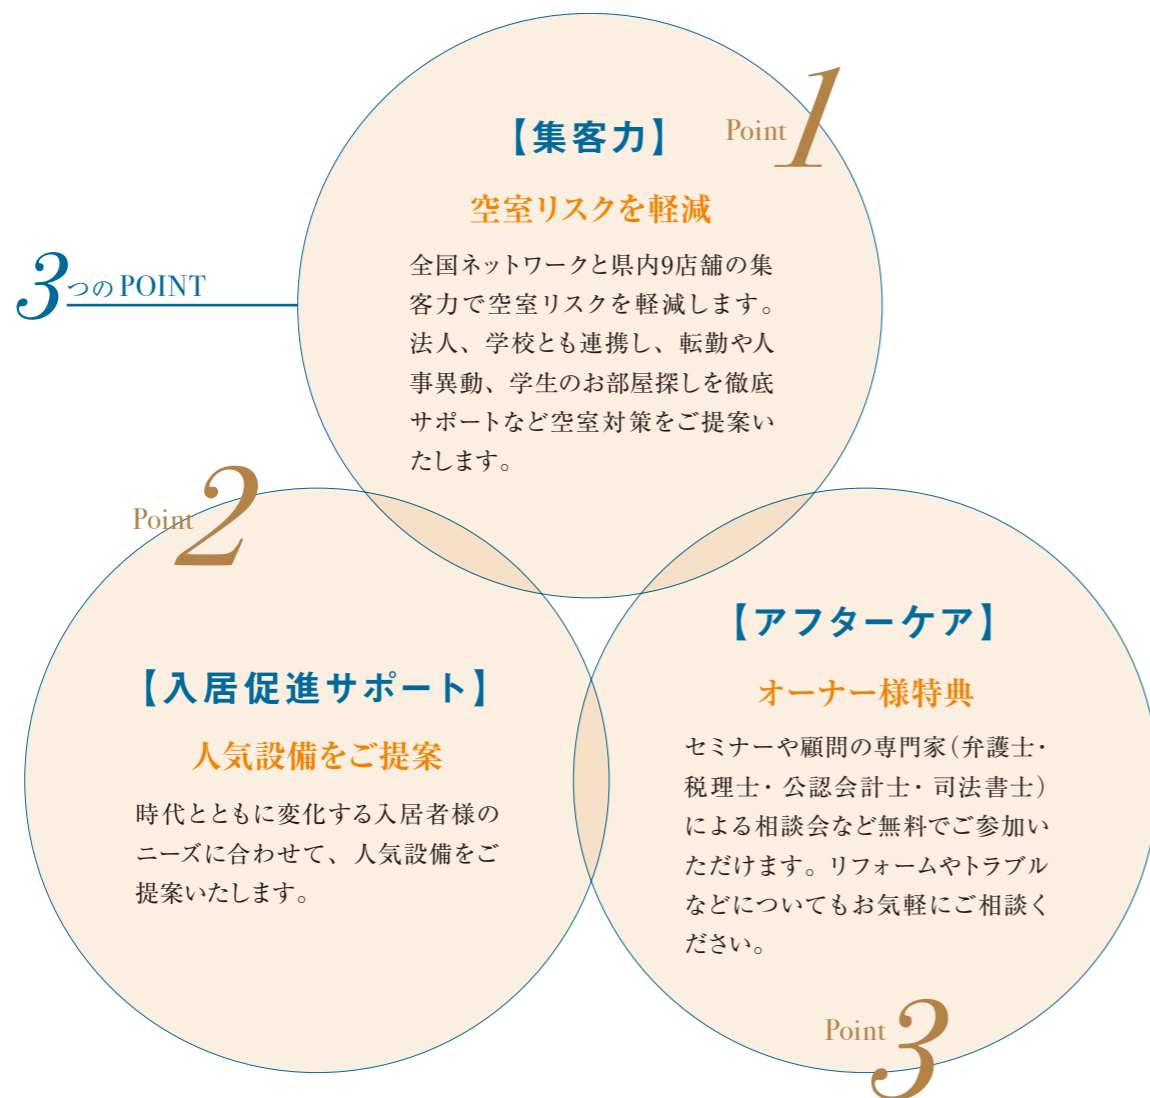 3つのPOINT
Point 1
【集客力】
空室リスクを軽減
全国ネットワークと県内9店舗の集
客力で空室リスクを軽減します。
法人、学校とも連携し、転勤や人
事異動、学生のお部屋探しを徹底
サポートなど空室対策をご提案い
たします。
Point 2
【入居促進サポート】
人気設備をご提案
時代とともに変化する入居者様の
ニーズに合わせて、人気設備をご
提案いたします。
【アフターケア】
オーナー様特典
セミナーや顧問の専門家（弁護士・
税理士・公認会計士・司法書士）
による相談会など無料でご参加い
ただけます。リフォームやトラブル
などについてもお気軽にご相談く
ださい。
Point 3